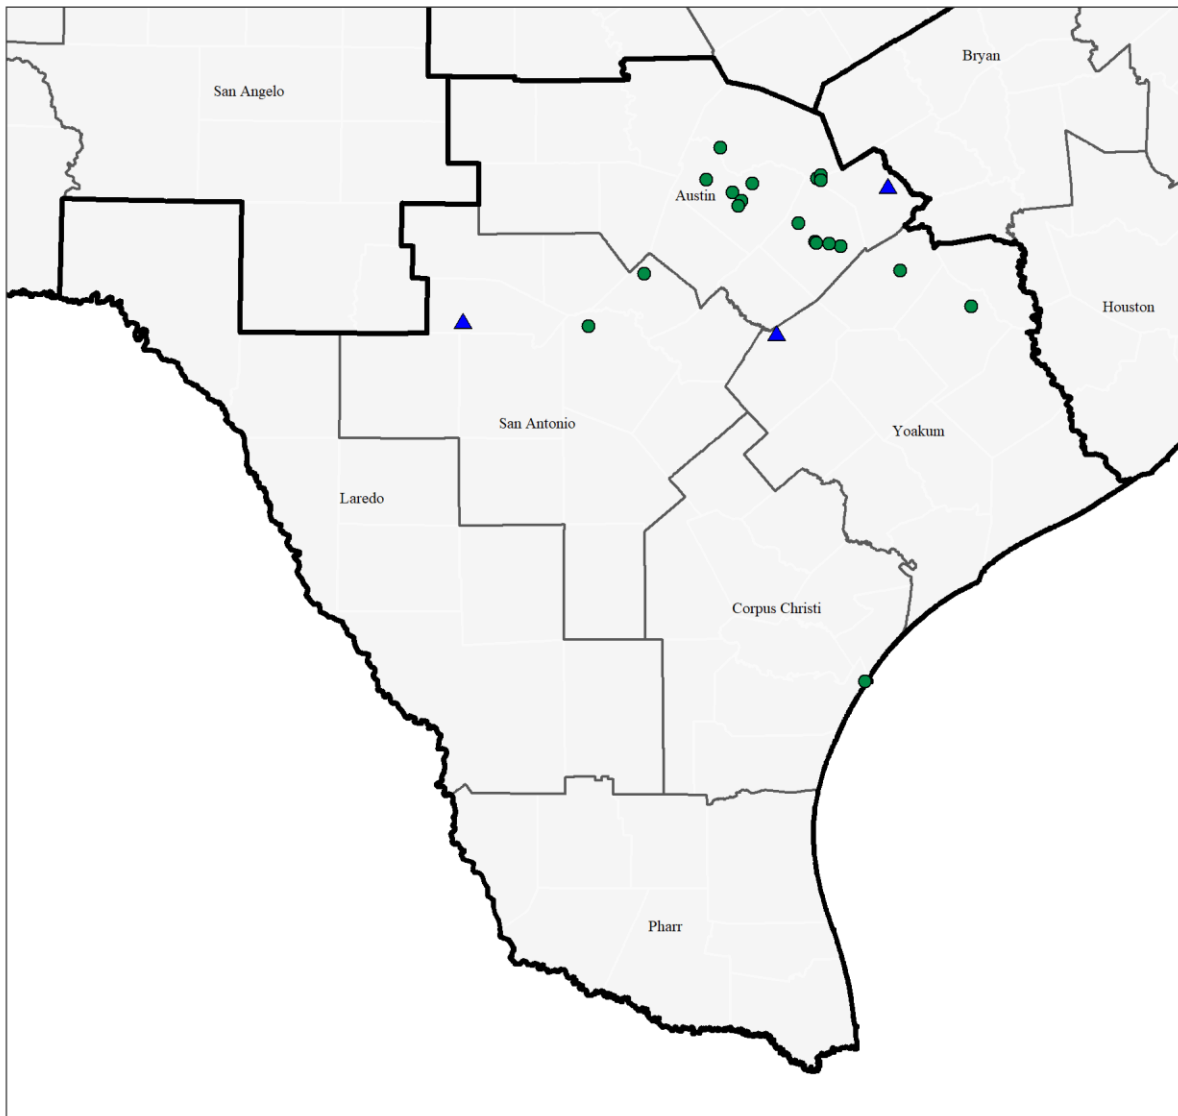 Bryan
San Angelo
Austin
Houston
San Antonio
Yoakum
Laredo
Corpus Christi
Pharr